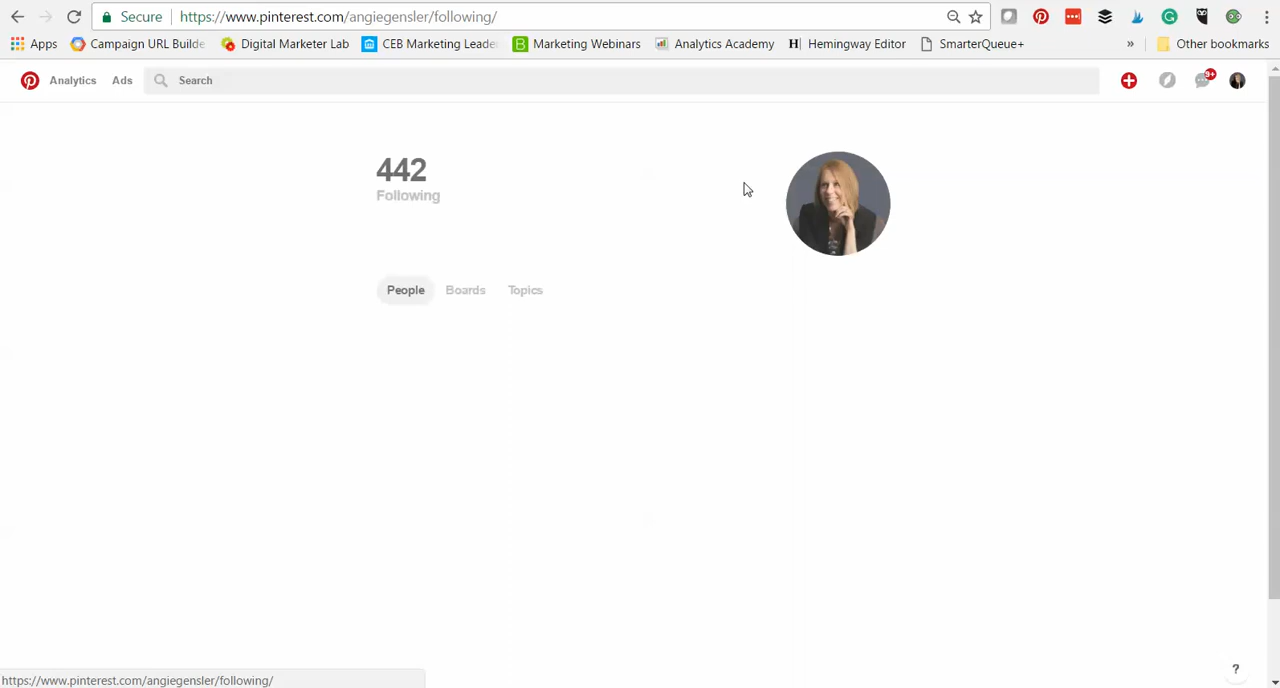 Secure https://www.pinterest.com/angiegensler/following/
Apps Campaign URL Builde Digital Marketer Lab CEB Marketing Leade Marketing Webinars Analytics Academy H Hemingway Editor SmarterQueue+ » Other bookmarks
Analytics Ads Search 9+
442
Following
People Boards Topics
https://www.pinterest.com/angiegensler/following/
?